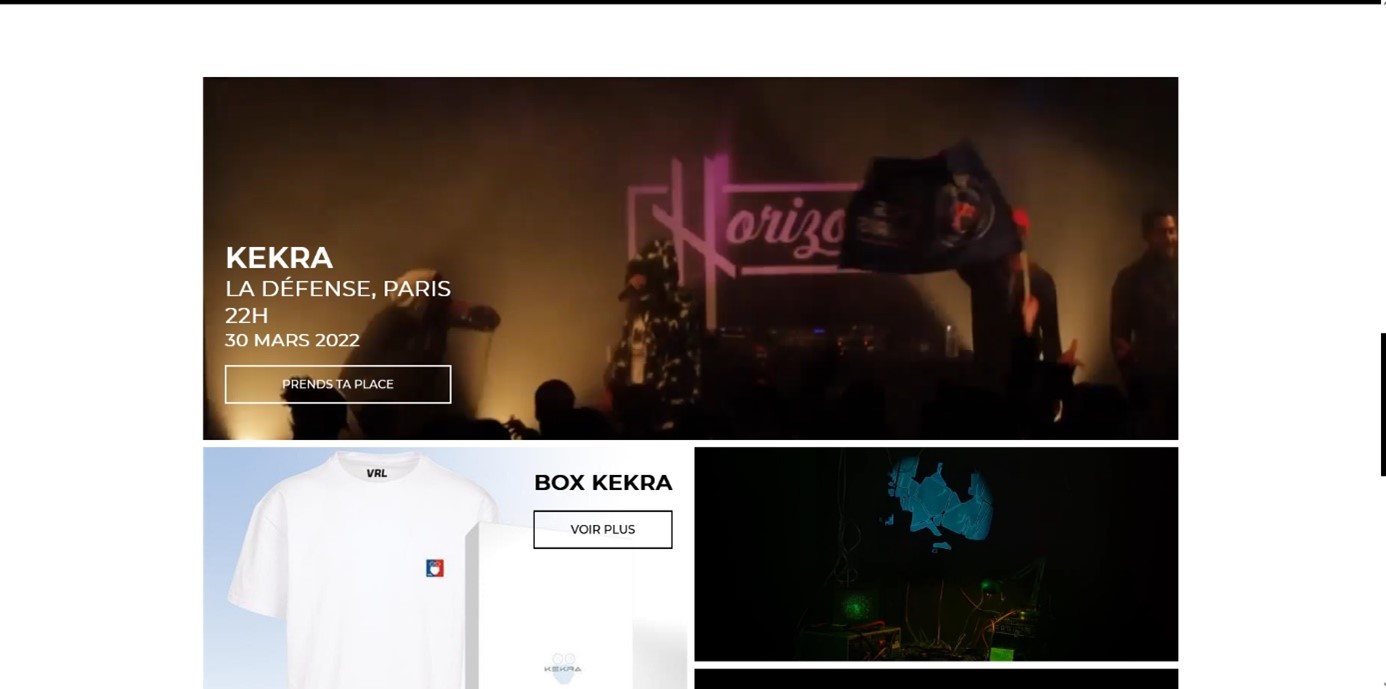 Horizo
KEKRA
LA DÉFENSE, PARIS
22H
30 MARS 2022
PRENDS TA PLACE
VRL
BOX KEKRA
VOIR PLUS
KEKRA